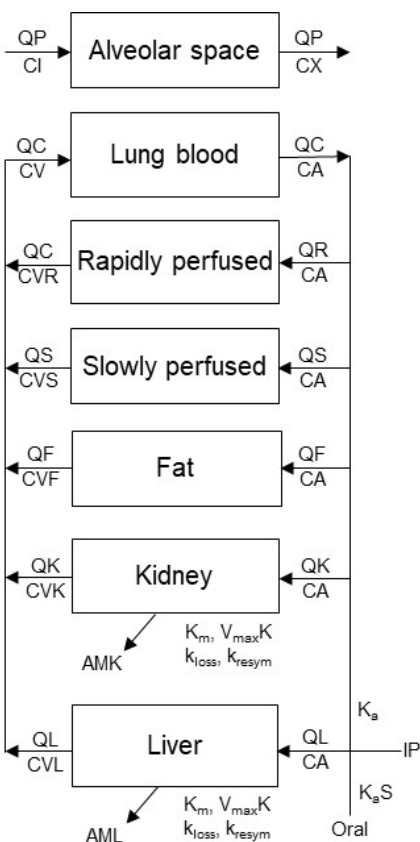 QP
CI
Alveolar space
QP
CX
QC
CV
Lung blood
QC
CA
QC
CVR
Rapidly perfused
QR
CA
QS
CVS
Slowly perfused
QS
CA
QF
CVF
Fat
QF
CA
QK
CVK
Kidney
QK
CA
AMK
Km, VmaxK
kloss, kresym
Ka
QL
CVL
Liver
QL
CA
IP
KaS
AML
Km, VmaxK
kloss, kresym
Oral